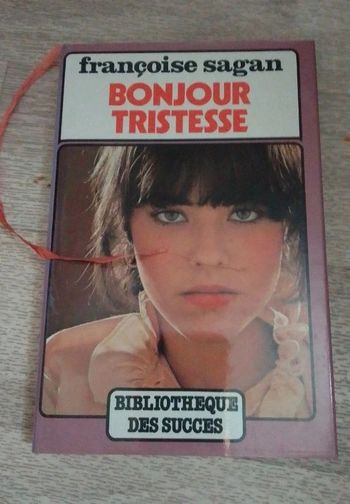 françoise sagan
BONJOUR
TRISTESSE
BIBLIOTHEQUE
DES SUCCES